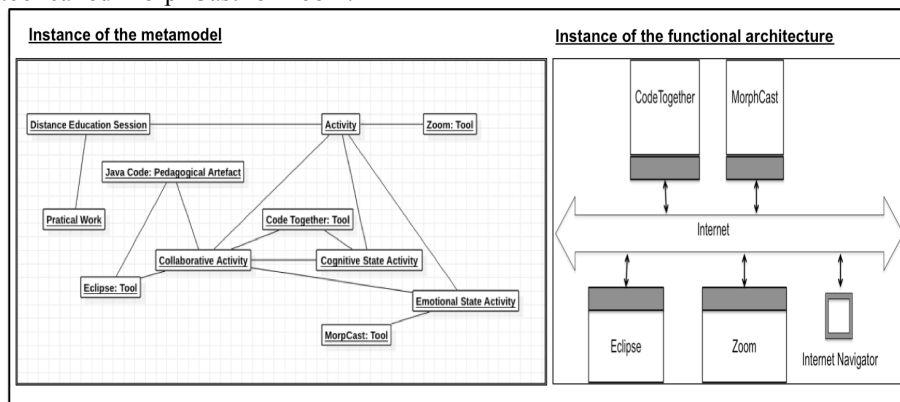 Instance of the metamodel
Instance of the functional architecture
Distance Education Session
Activity
Zoom: Tool
Java Code: Pedagogical Artefact
Pratical Work
Code Together: Tool
Collaborative Activity
Cognitive State Activity
Eclipse: Tool
Emotional State Activity
MorpCast: Tool
CodeTogether
MorphCast
Internet
Eclipse
Zoom
Internet Navigator